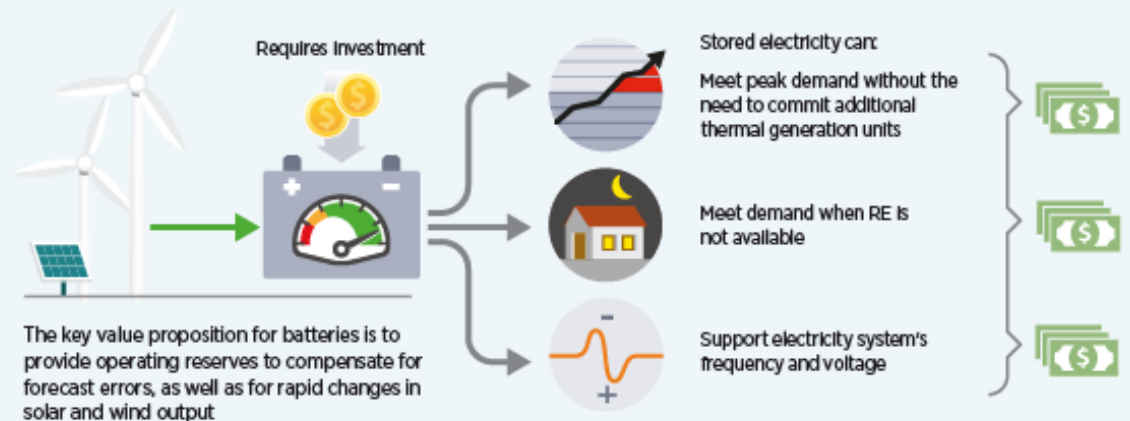 Requires Investment
$
$
+
−
The key value proposition for batteries is to
provide operating reserves to compensate for
forecast errors, as well as for rapid changes in
solar and wind output
Stored electricity can:
Meet peak demand without the
need to commit additional
thermal generation units
$
Meet demand when RE is
not available
$
−
+
Support electricity system's
frequency and voltage
$